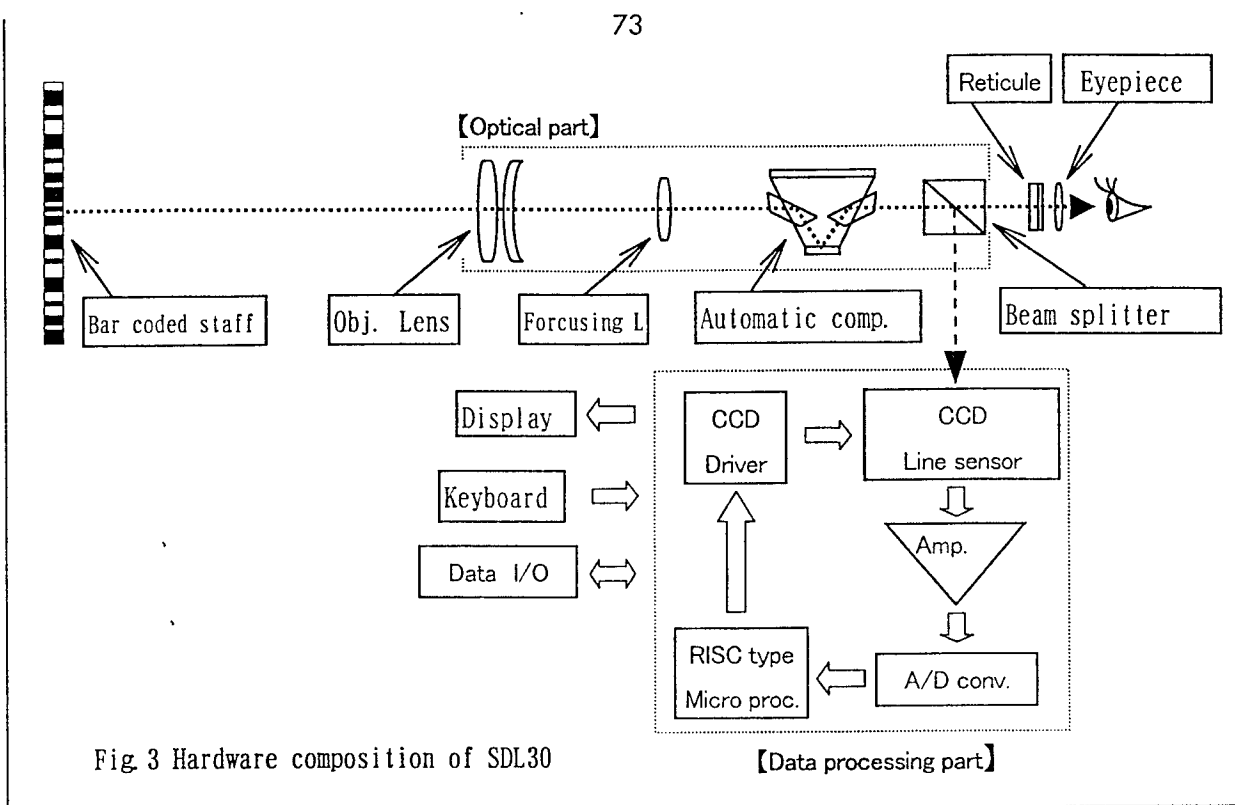 73
Reticule
Eyepiece
【Optical part】
Bar coded staff
Obj. Lens
Forcusing L
Automatic comp.
Beam splitter
Display
CCD
Driver
CCD
Line sensor
Keyboard
Amp.
Data I/O
RISC type
Micro proc.
A/D conv.
Fig. 3 Hardware composition of SDL30
【Data processing part】